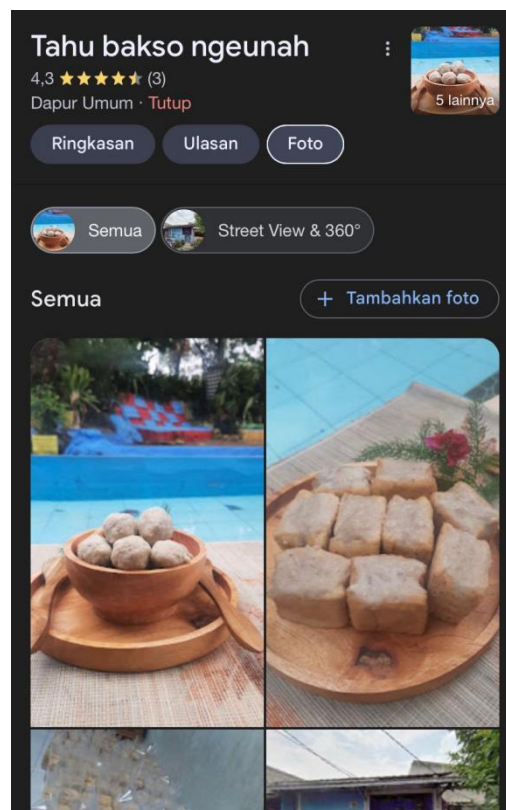 Tahu bakso ngeunah
4,3 ★★★★★ (3)
5 lainnya
Dapur Umum · Tutup
Ringkasan
Ulasan
Foto
Semua
Street View & 360°
Semua
+ Tambahkan foto